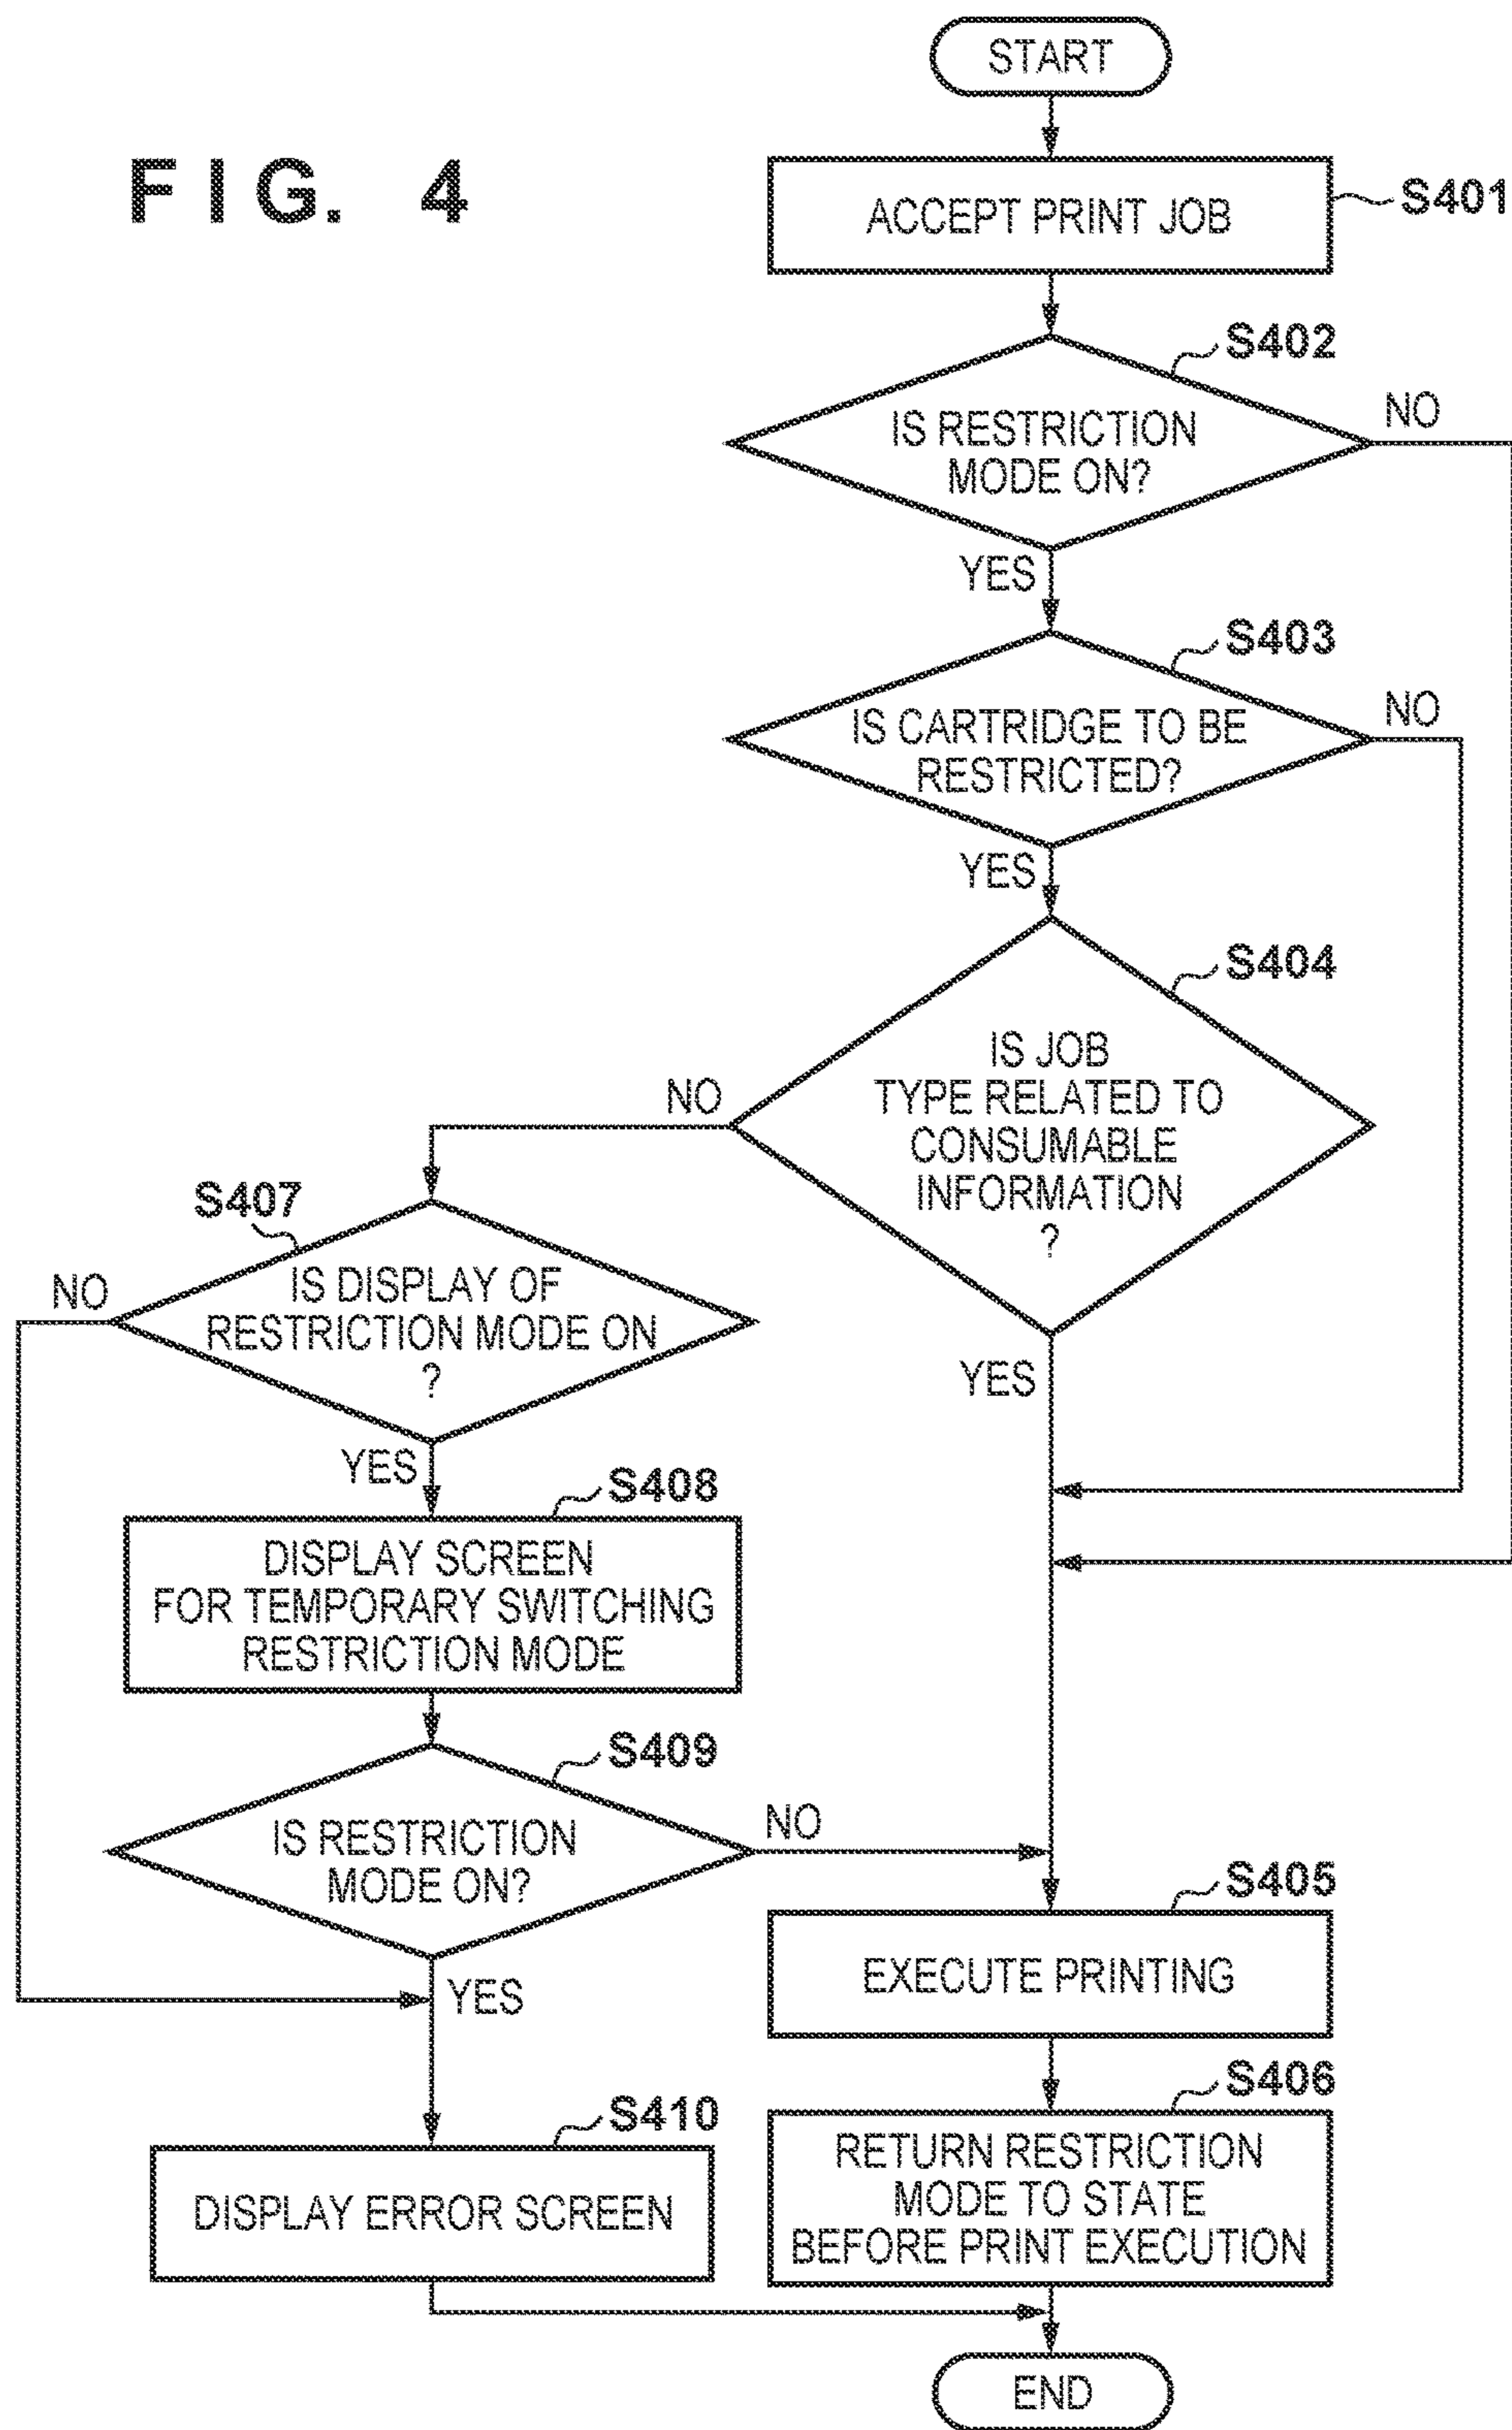 FIG. 4
START
ACCEPT PRINT JOB
S401
S402
IS RESTRICTION
MODE ON?
NO
YES
S403
IS CARTRIDGE TO BE
RESTRICTED?
NO
YES
S404
IS JOB
TYPE RELATED TO
CONSUMABLE
INFORMATION
?
NO
YES
S407
IS DISPLAY OF
RESTRICTION MODE ON
?
NO
YES
S408
DISPLAY SCREEN
FOR TEMPORARY SWITCHING
RESTRICTION MODE
S409
IS RESTRICTION
MODE ON?
NO
YES
S405
EXECUTE PRINTING
S406
RETURN RESTRICTION
MODE TO STATE
BEFORE PRINT EXECUTION
S410
DISPLAY ERROR SCREEN
END